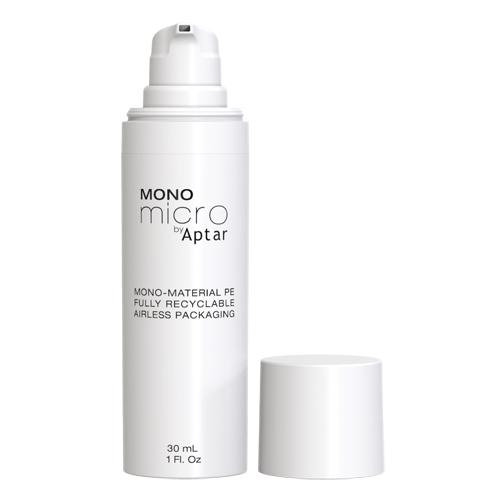 MONO
micro
by Aptar
MONO-MATERIAL PE
FULLY RECYCLABLE
AIRLESS PACKAGING
30 mL
1 Fl. Oz